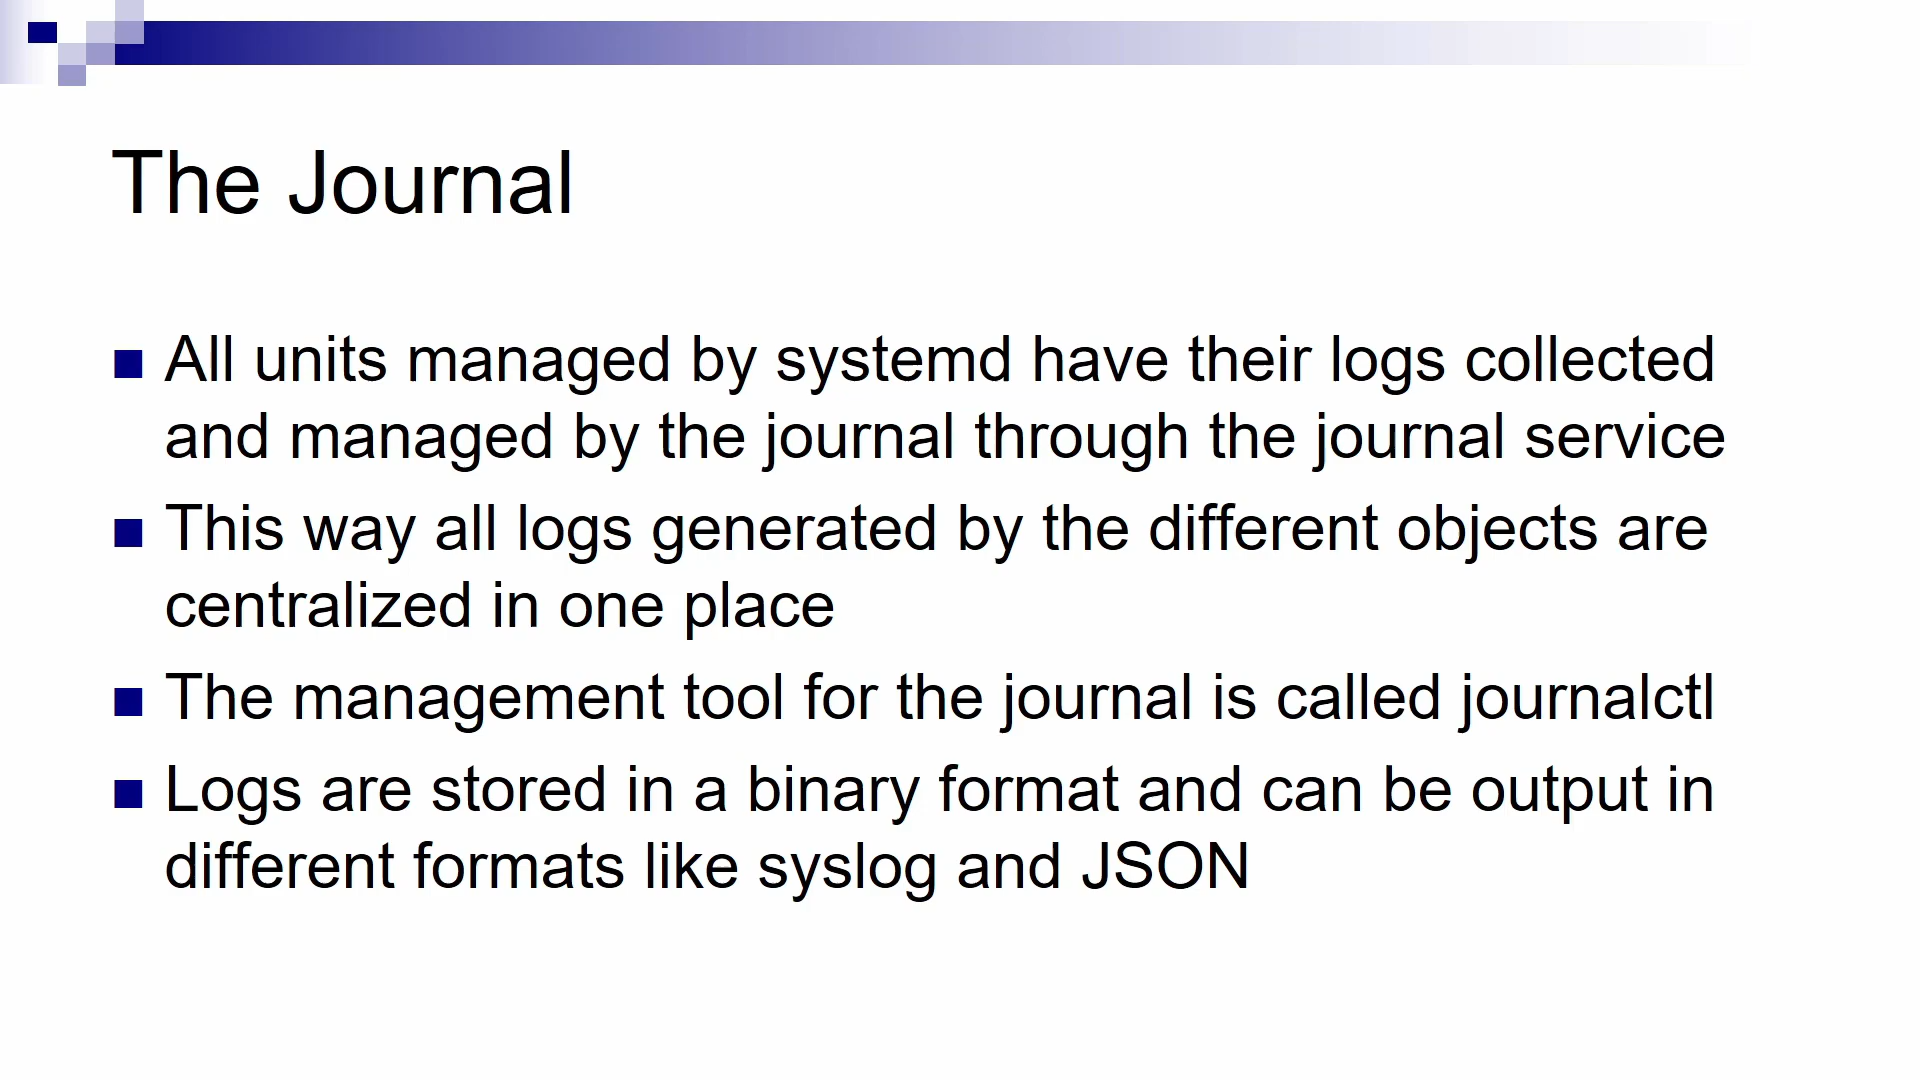 The Journal
All units managed by systemd have their logs collected
and managed by the journal through the journal service
This way all logs generated by the different objects are
centralized in one place
The management tool for the journal is called journalctl
Logs are stored in a binary format and can be output in
different formats like syslog and JSON